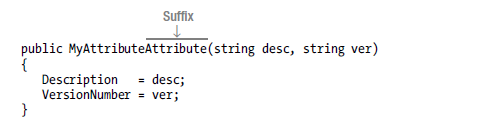 Suffix
public MyAttributeAttribute(string desc, string ver)
{
   Description   = desc;
   VersionNumber = ver;
}